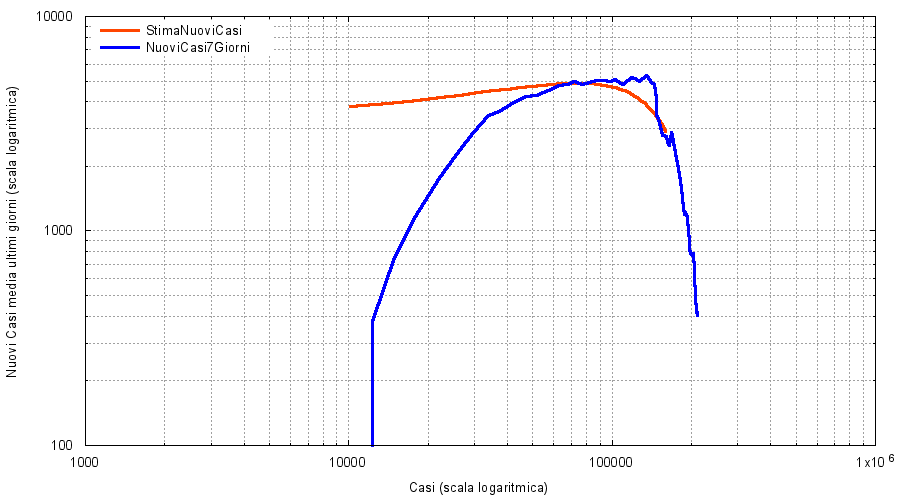 10000
StimaNuoviCasi
NuoviCasi7Giorni
Nuovi Casi media ultimi giorni (scala logaritmica)
1000
100
1000 10000 100000 1x10^6
Casi (scala logaritmica)